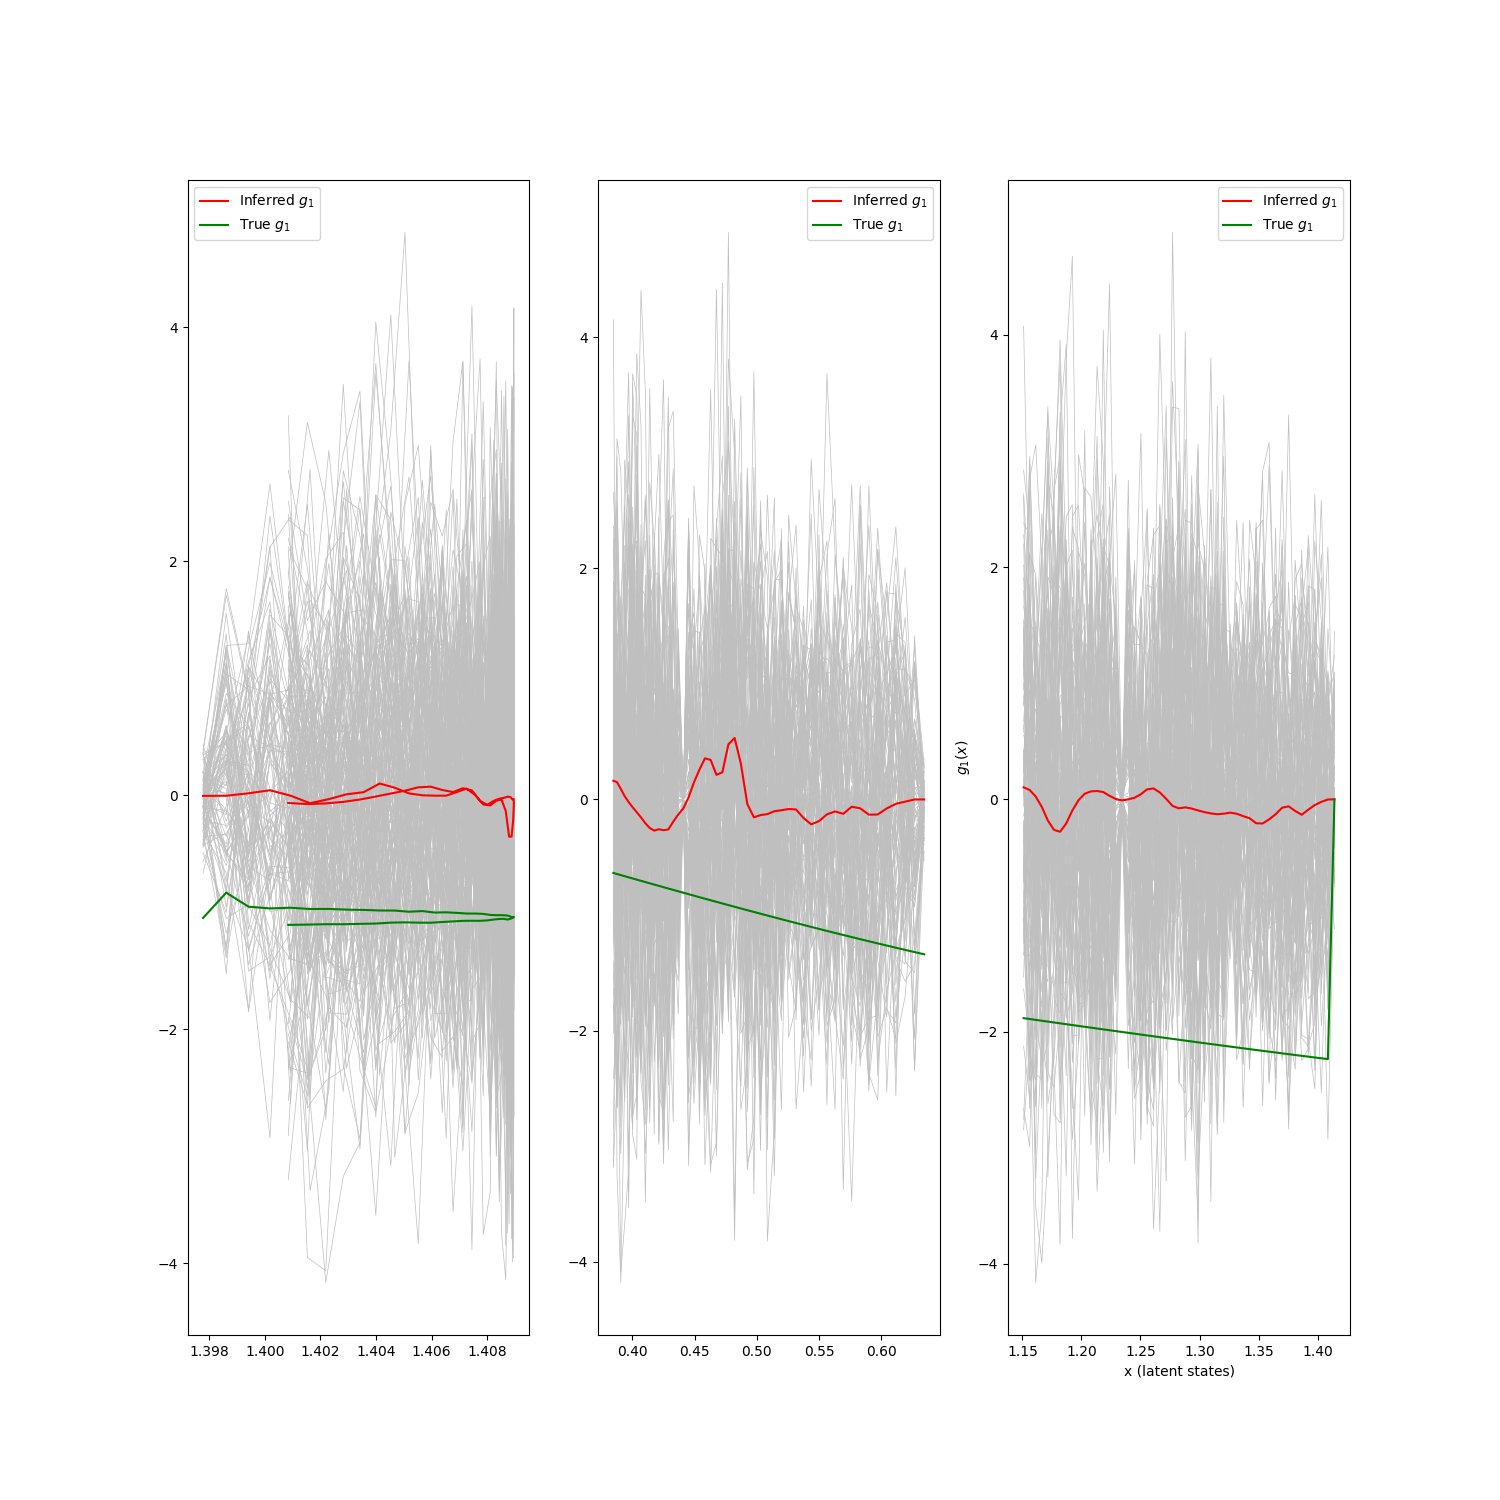 Inferred g₁
True g₁
4
2
0
−2
−4
1.398 1.400 1.402 1.404 1.406 1.408
Inferred g₁
True g₁
4
2
0
−2
−4
0.40 0.45 0.50 0.55 0.60
Inferred g₁
True g₁
g₁(x)
4
2
0
−2
−4
1.15 1.20 1.25 1.30 1.35 1.40
x (latent states)